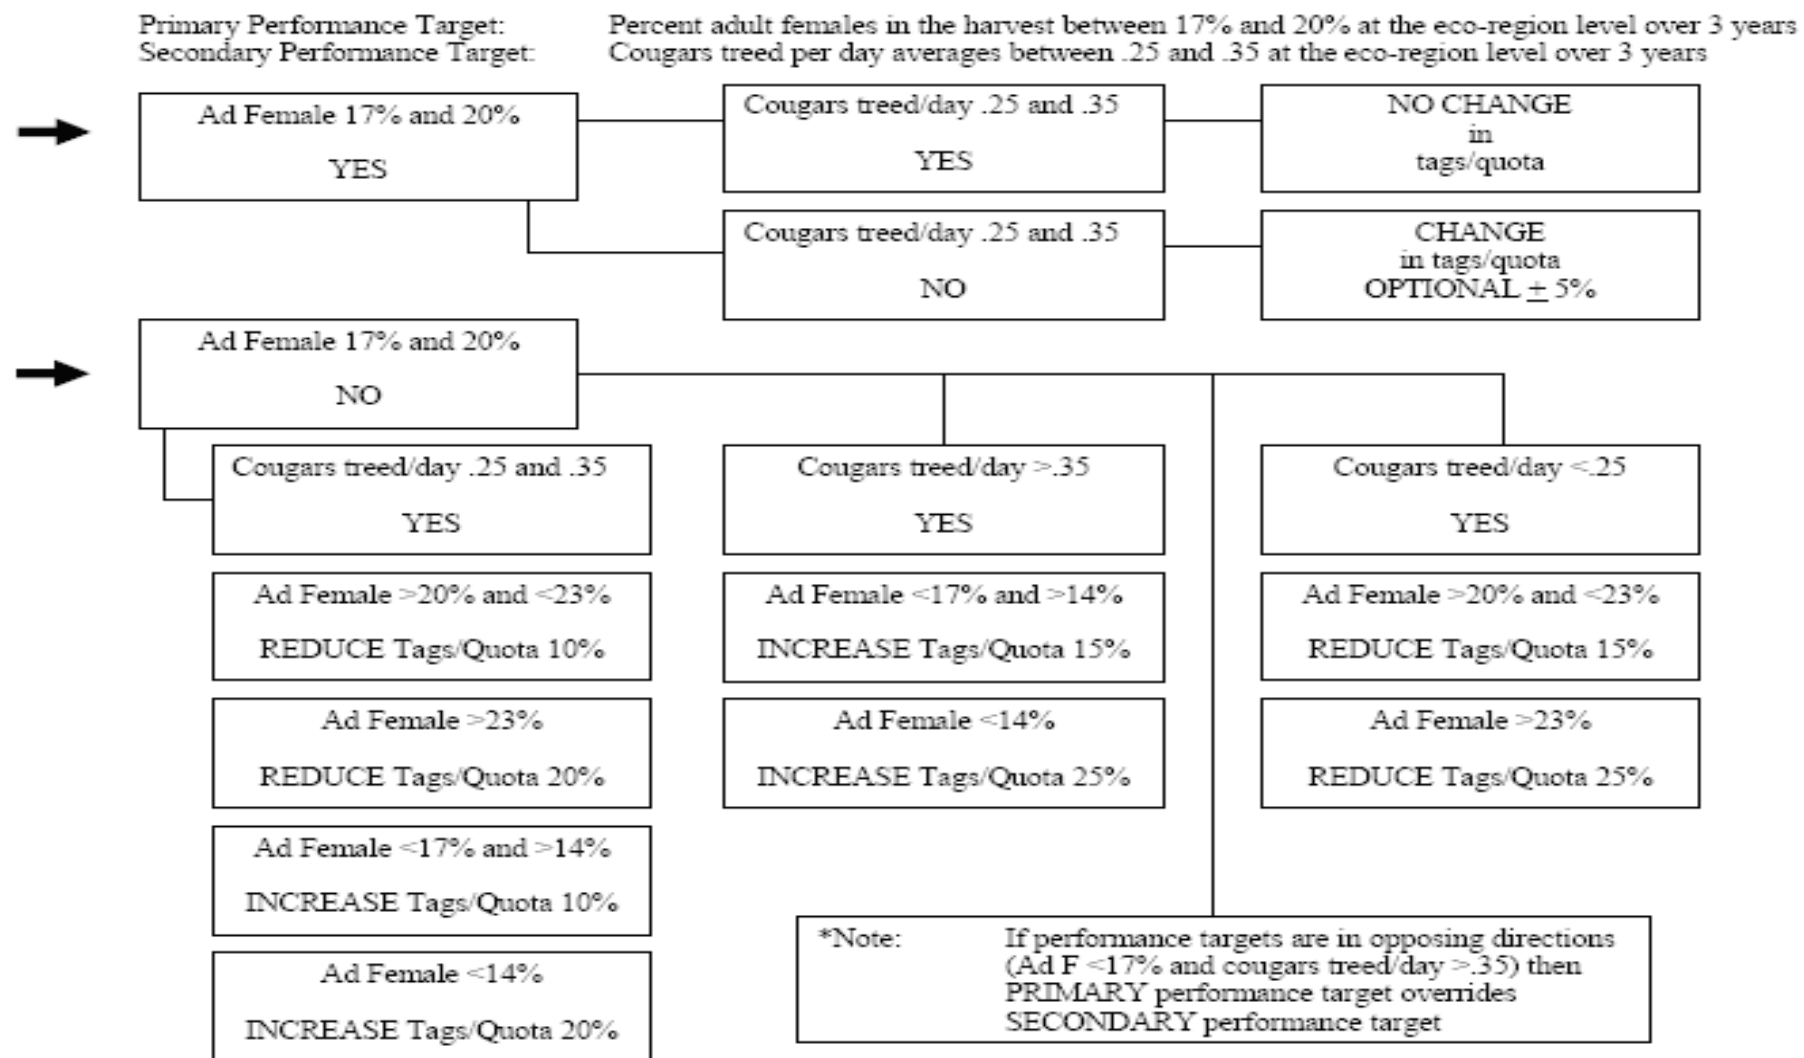 Primary Performance Target: Percent adult females in the harvest between 17% and 20% at the eco-region level over 3 years
Secondary Performance Target: Cougars treed per day averages between .25 and .35 at the eco-region level over 3 years
Ad Female 17% and 20%
YES
Cougars treed/day .25 and .35
YES
NO CHANGE
in
tags/quota
Cougars treed/day .25 and .35
NO
CHANGE
in tags/quota
OPTIONAL ± 5%
Ad Female 17% and 20%
NO
Cougars treed/day .25 and .35
YES
Ad Female >20% and <23%
REDUCE Tags/Quota 10%
Ad Female >23%
REDUCE Tags/Quota 20%
Ad Female <17% and >14%
INCREASE Tags/Quota 10%
Ad Female <14%
INCREASE Tags/Quota 20%
Cougars treed/day >.35
YES
Ad Female <17% and >14%
INCREASE Tags/Quota 15%
Ad Female <14%
INCREASE Tags/Quota 25%
Cougars treed/day <.25
YES
Ad Female >20% and <23%
REDUCE Tags/Quota 15%
Ad Female >23%
REDUCE Tags/Quota 25%
*Note: If performance targets are in opposing directions
(Ad F <17% and cougars treed/day >.35) then
PRIMARY performance target overrides
SECONDARY performance target